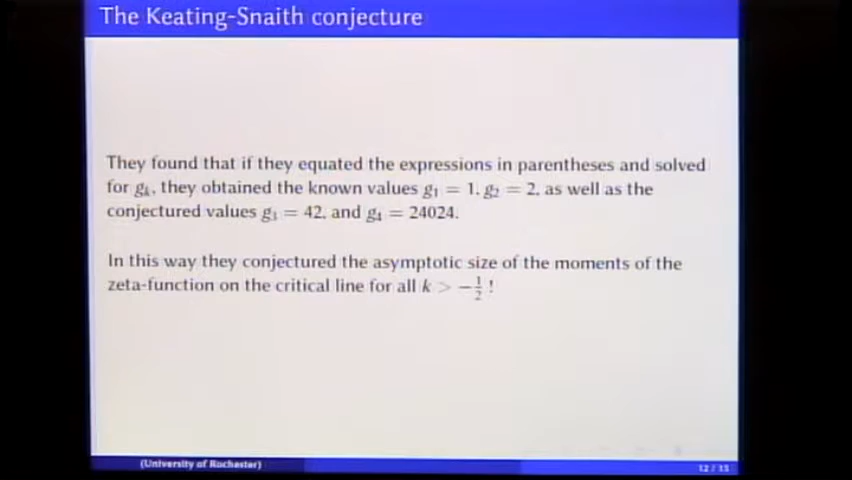 The Keating-Snaith conjecture
They found that if they equated the expressions in parentheses and solved
for gₖ, they obtained the known values g₁ = 1, g₂ = 2, as well as the
conjectured values g₃ = 42, and g₄ = 24024.
In this way they conjectured the asymptotic size of the moments of the
zeta-function on the critical line for all k > −½ !
(University of Rochester)
12 / 15